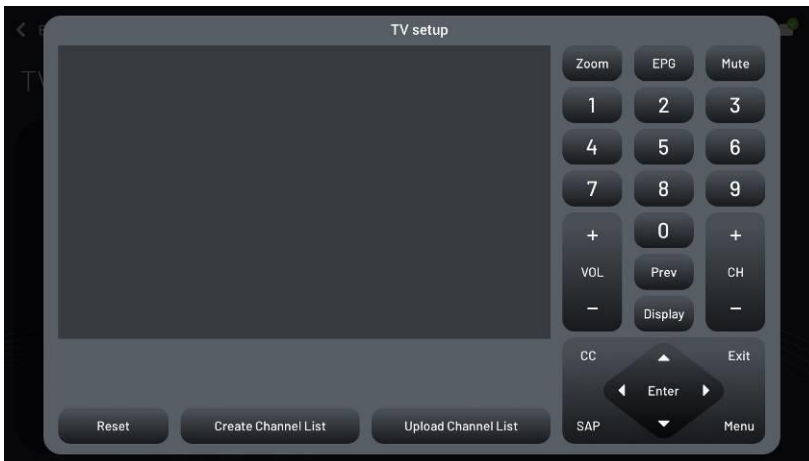 TV setup
Zoom EPG Mute
1 2 3
4 5 6
7 8 9
+ 0 +
VOL Prev CH
- Display -
CC Exit
Enter
SAP Menu
Reset Create Channel List Upload Channel List
TV